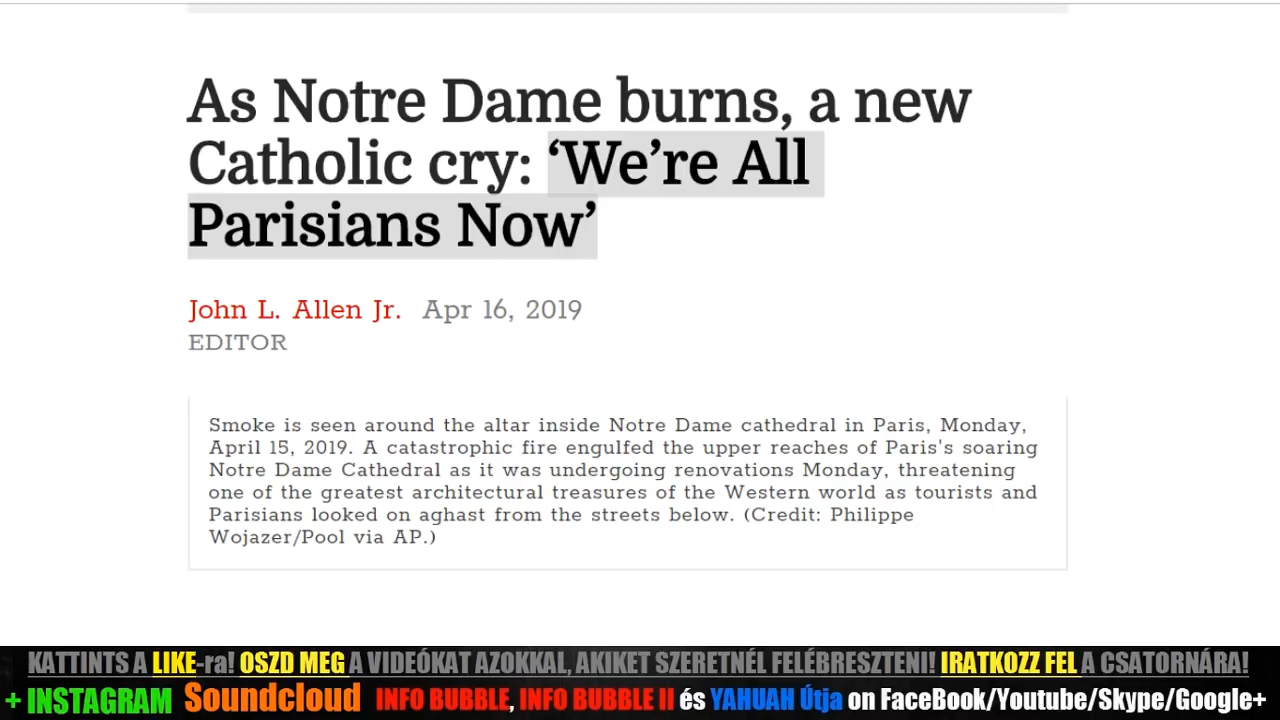 As Notre Dame burns, a new
Catholic cry: ‘We’re All
Parisians Now’
John L. Allen Jr. Apr 16, 2019
EDITOR
Smoke is seen around the altar inside Notre Dame cathedral in Paris, Monday,
April 15, 2019. A catastrophic fire engulfed the upper reaches of Paris's soaring
Notre Dame Cathedral as it was undergoing renovations Monday, threatening
one of the greatest architectural treasures of the Western world as tourists and
Parisians looked on aghast from the streets below. (Credit: Philippe
Wojazer/Pool via AP.)
KATTINTS A LIKE-ra! OSZD MEG A VIDEÓKAT AZOKKAL, AKIKET SZERETNÉL FELÉBRESZTENI! IRATKOZZ FEL A CSATORNÁRA!
+ INSTAGRAM Soundcloud INFO BUBBLE, INFO BUBBLE II és YAHUAH Útja on FaceBook/Youtube/Skype/Google+